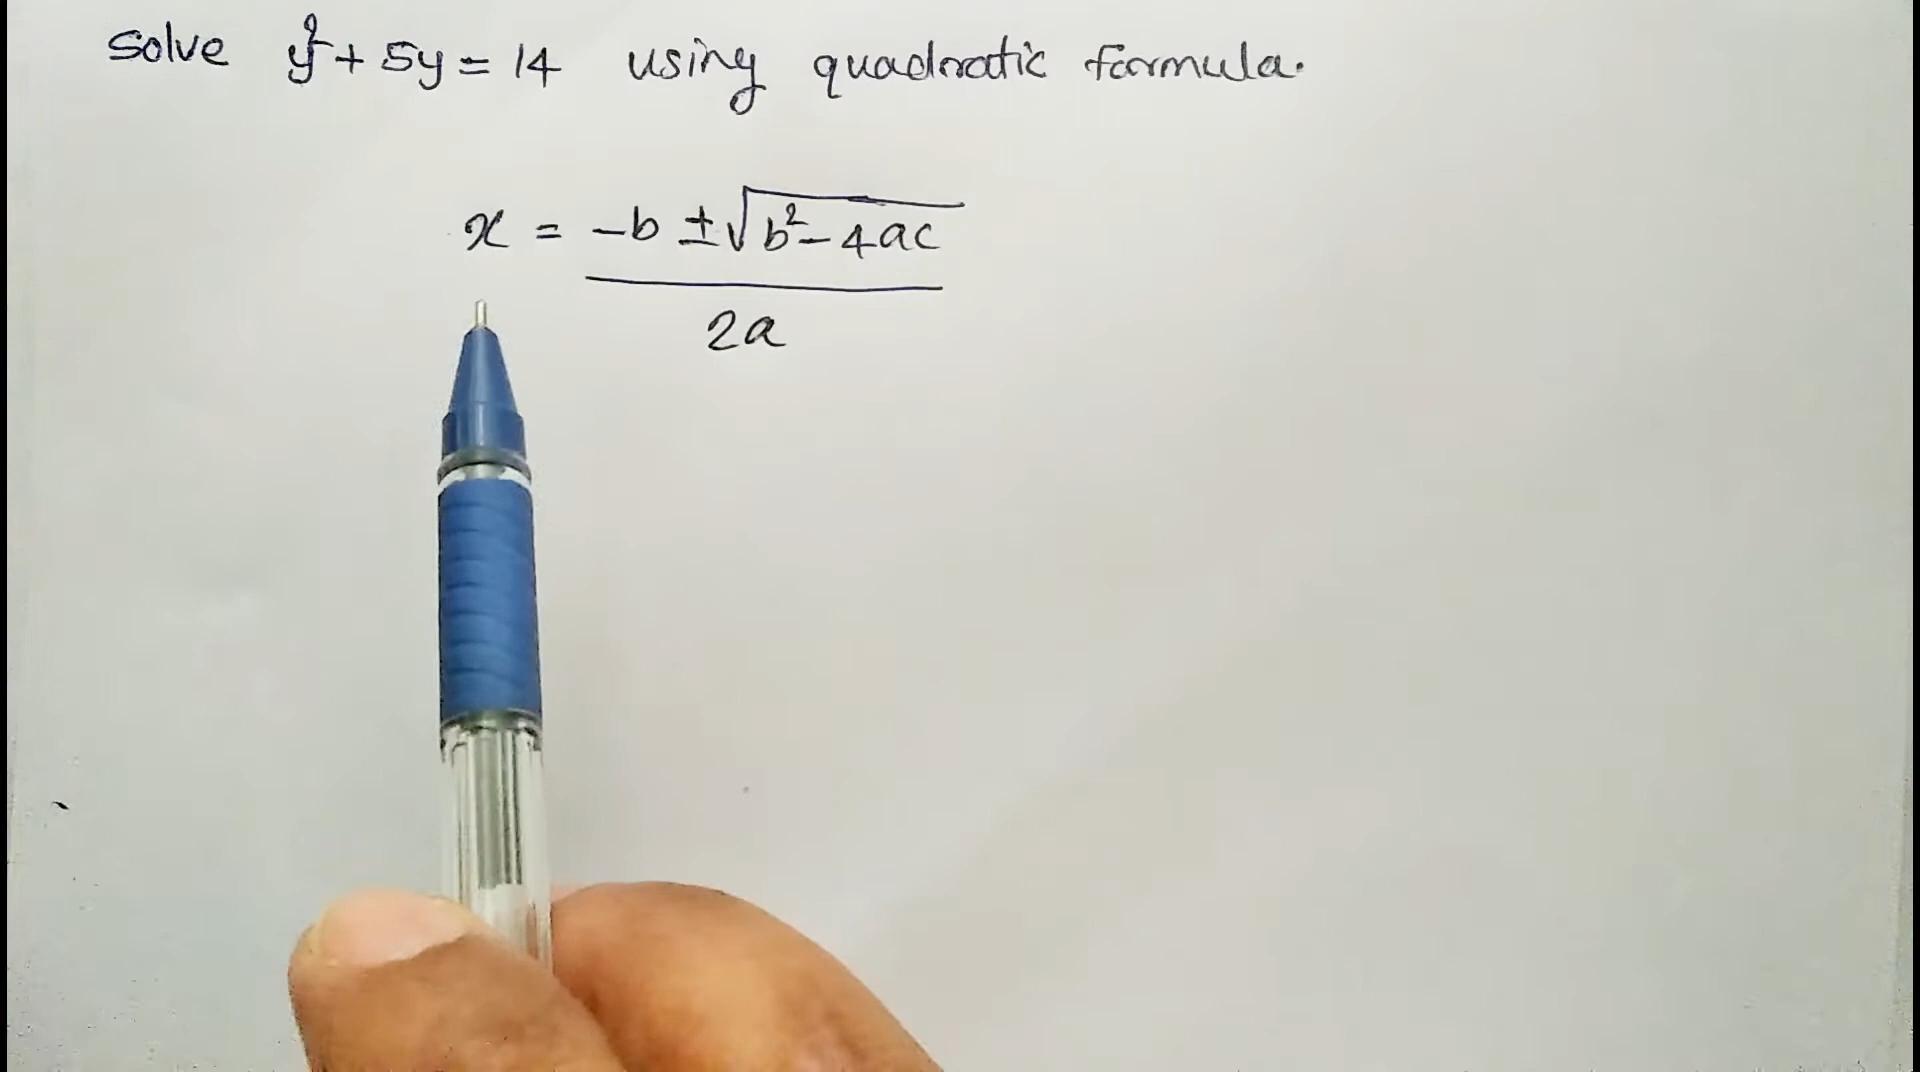 Solve y² + 5y = 14 using quadratic formula.
x = -b ± √b² - 4ac
2a